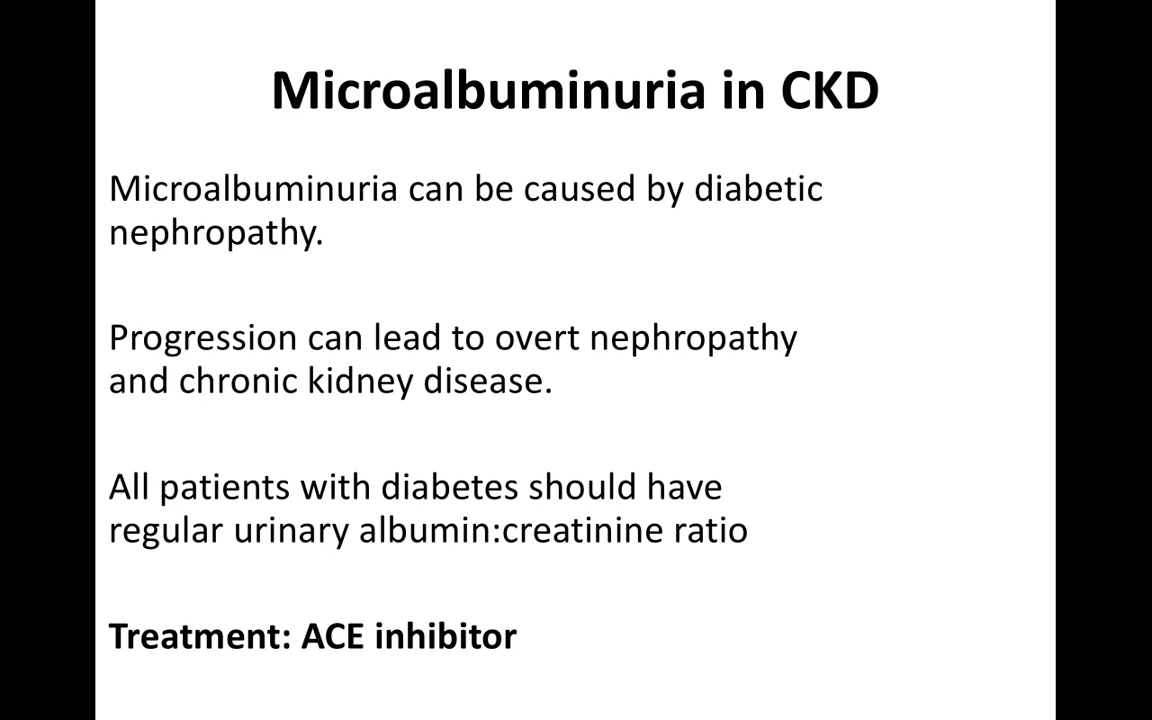 Microalbuminuria in CKD
Microalbuminuria can be caused by diabetic
nephropathy.
Progression can lead to overt nephropathy
and chronic kidney disease.
All patients with diabetes should have
regular urinary albumin:creatinine ratio
Treatment: ACE inhibitor